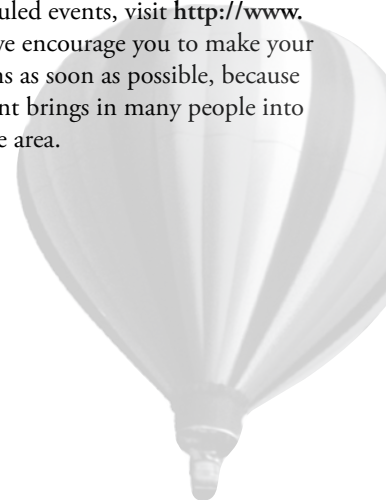 uled events, visit http://www.
ve encourage you to make your
ns as soon as possible, because
nt brings in many people into
e area.